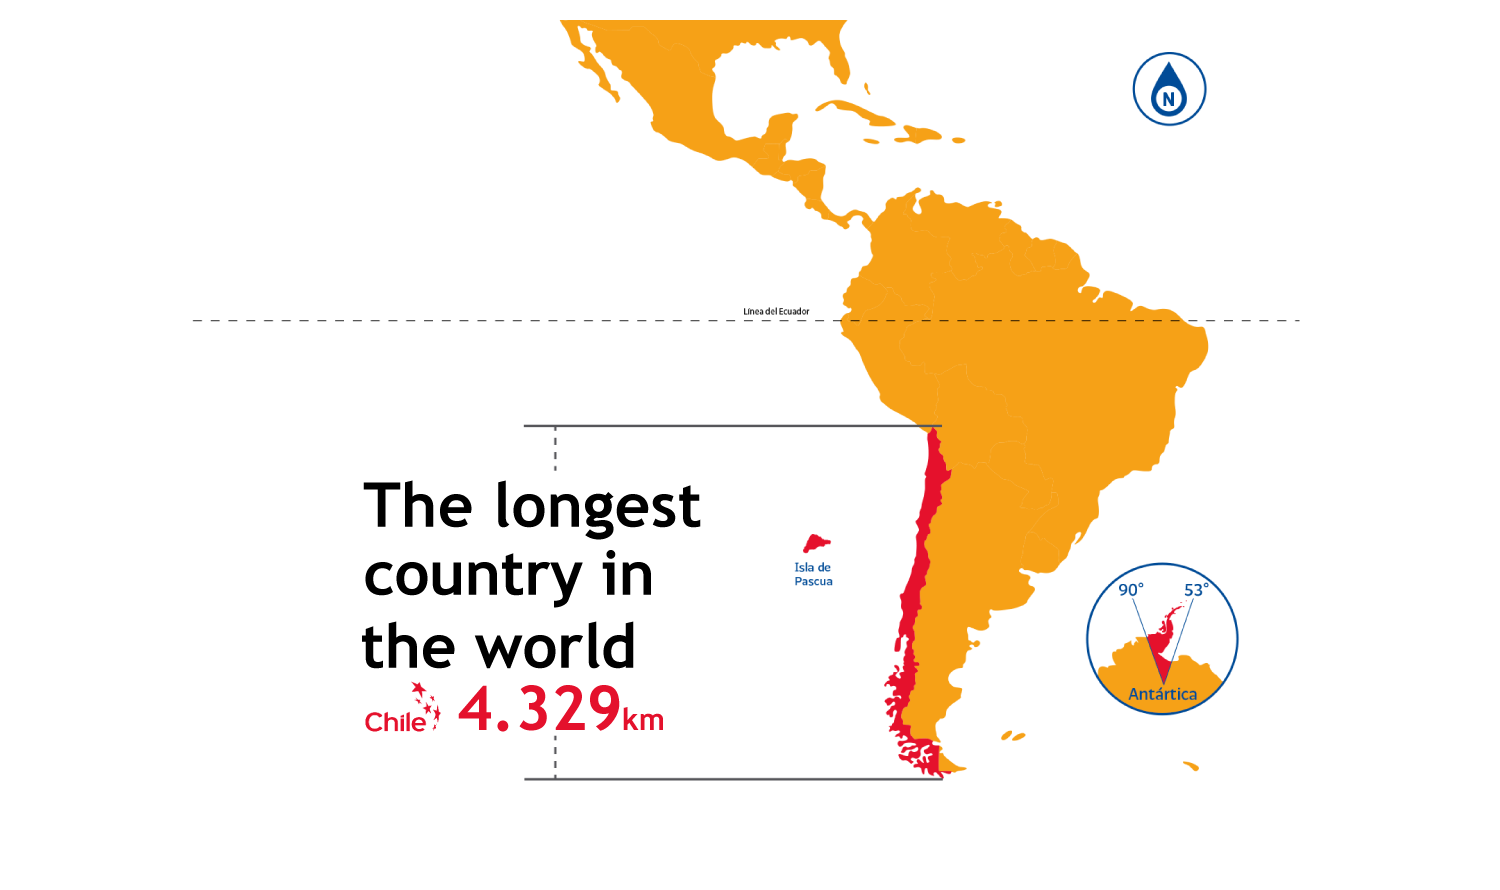 N
Línea del Ecuador
The longest
country in
the world
Chile 4.329km
Isla de
Pascua
90° 53°
Antártica